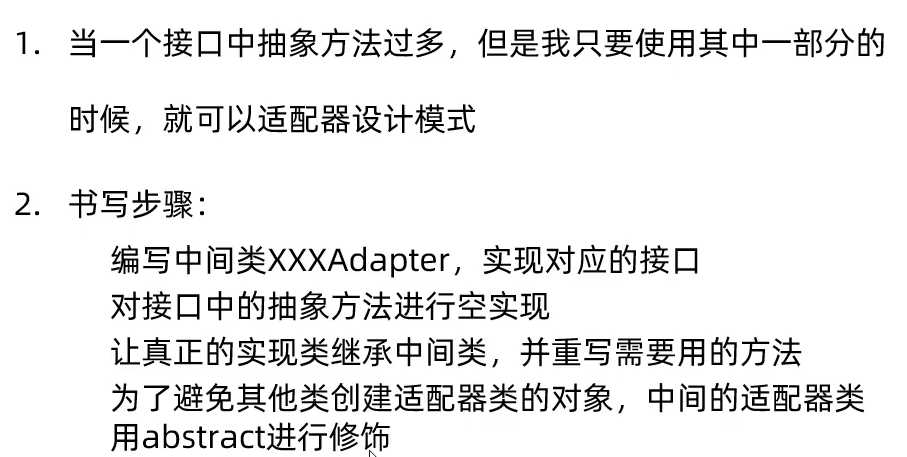 1. 当一个接口中抽象方法过多，但是我只要使用其中一部分的
时候，就可以适配器设计模式
2. 书写步骤：
编写中间类XXXAdapter，实现对应的接口
对接口中的抽象方法进行空实现
让真正的实现类继承中间类，并重写需要用的方法
为了避免其他类创建适配器类的对象，中间的适配器类
用abstract进行修饰